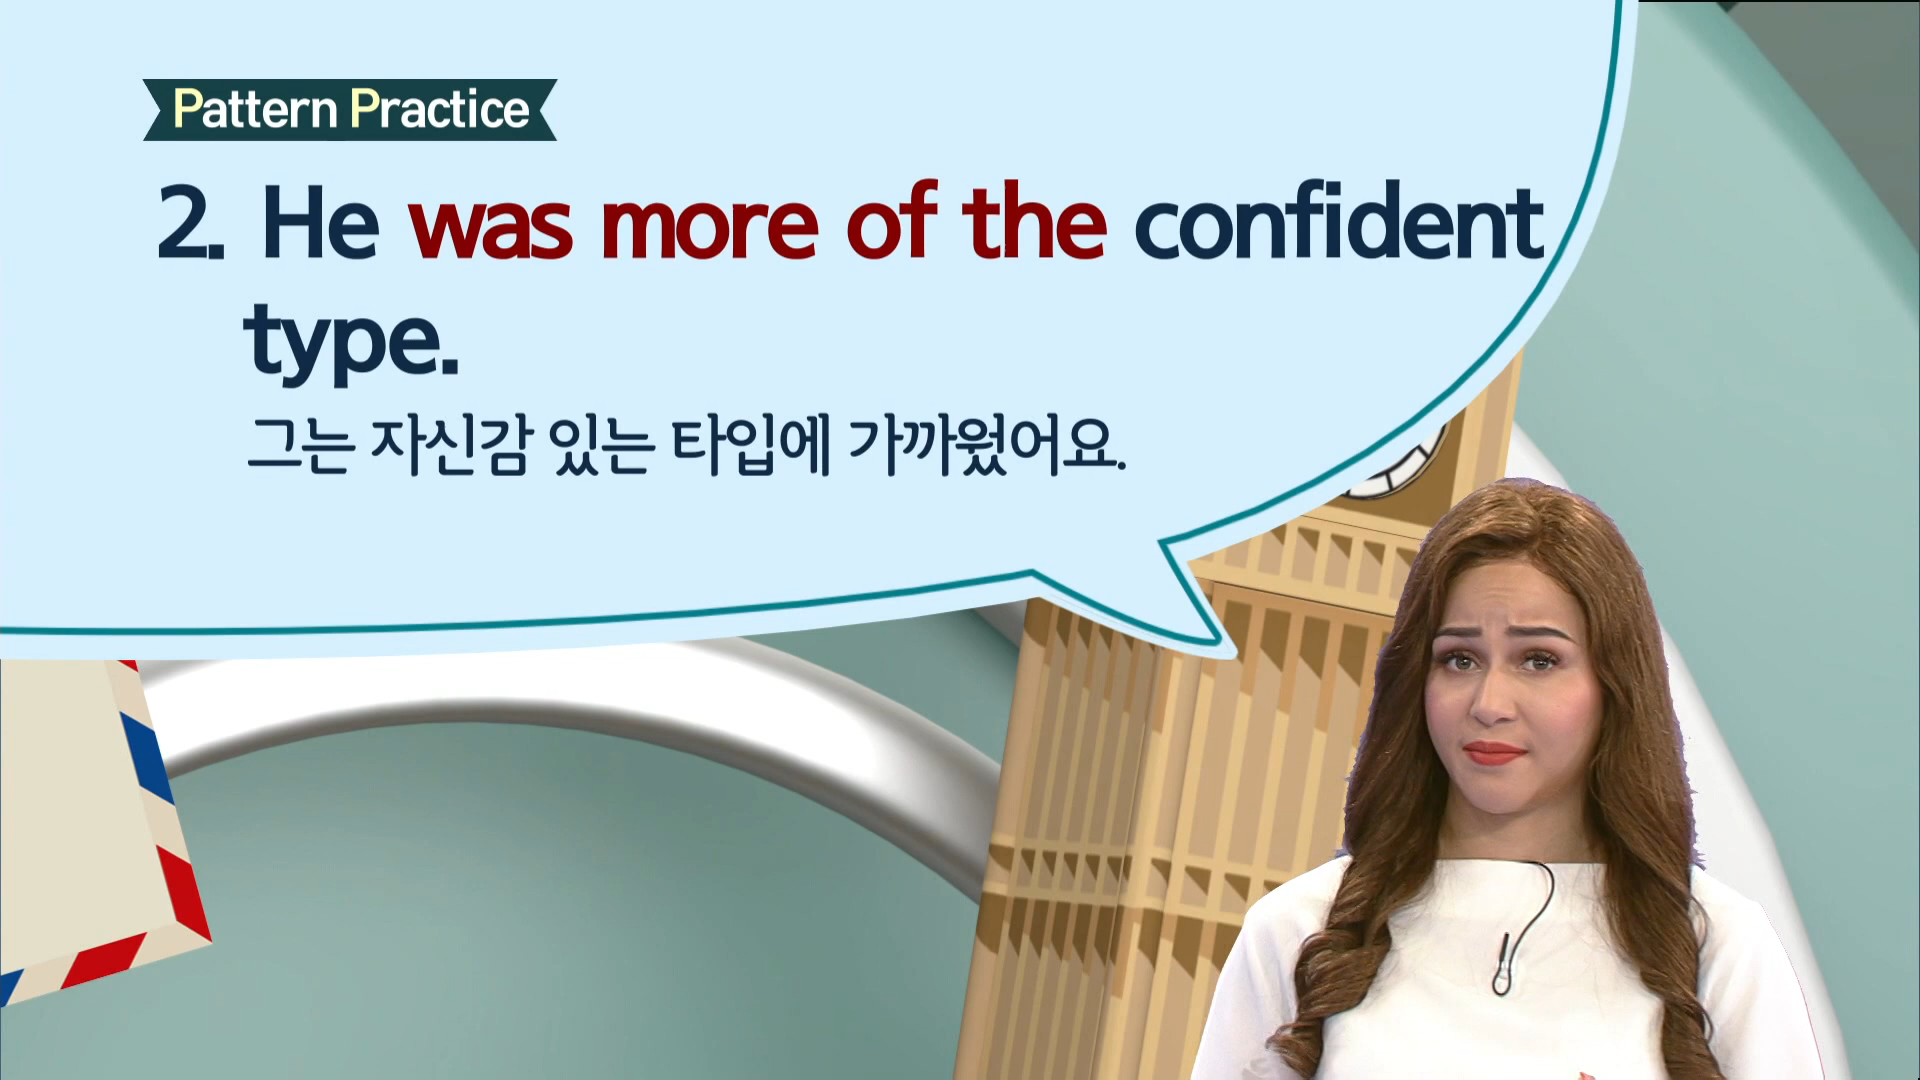 Pattern Practice
2. He was more of the confident
type.
그는 자신감 있는 타입에 가까웠어요.